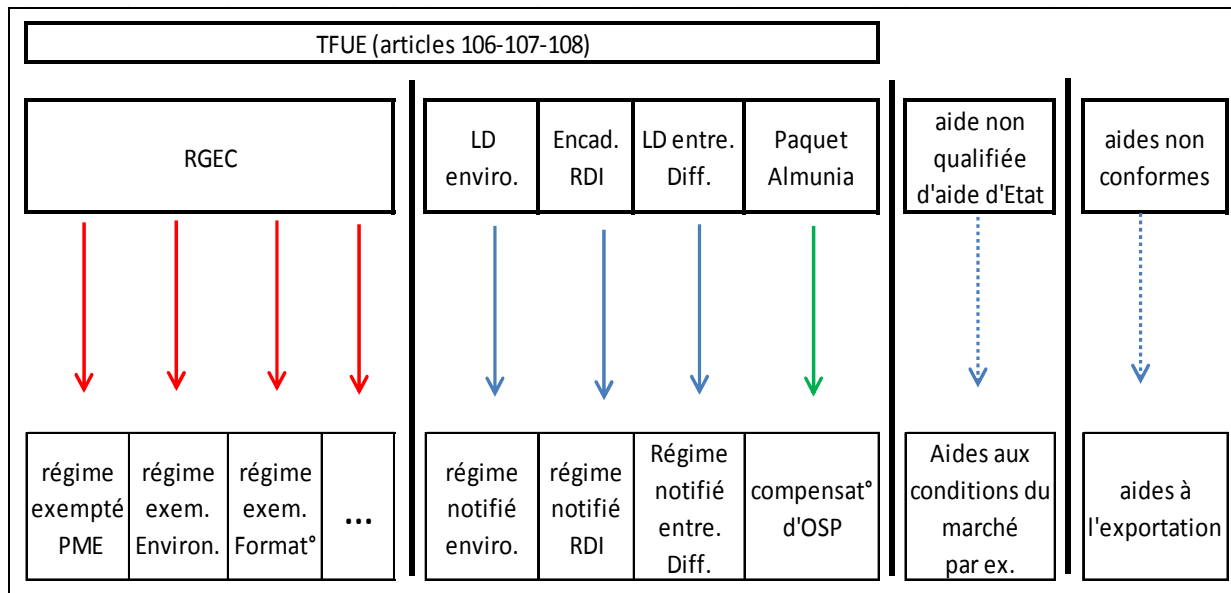 TFUE (articles 106-107-108)
RGEC
LD
enviro.
Encad.
RDI
LD entre.
Diff.
Paquet
Almunia
aide non
qualifiée
d'aide d'Etat
aides non
conformes
régime
exempté
PME
régime
exem.
Environ.
régime
exem.
Format°
...
régime
notifié
enviro.
régime
notifié
RDI
Régime
notifié
entre.
Diff.
compensat°
d'OSP
Aides aux
conditions du
marché
par ex.
aides à
l'exportation